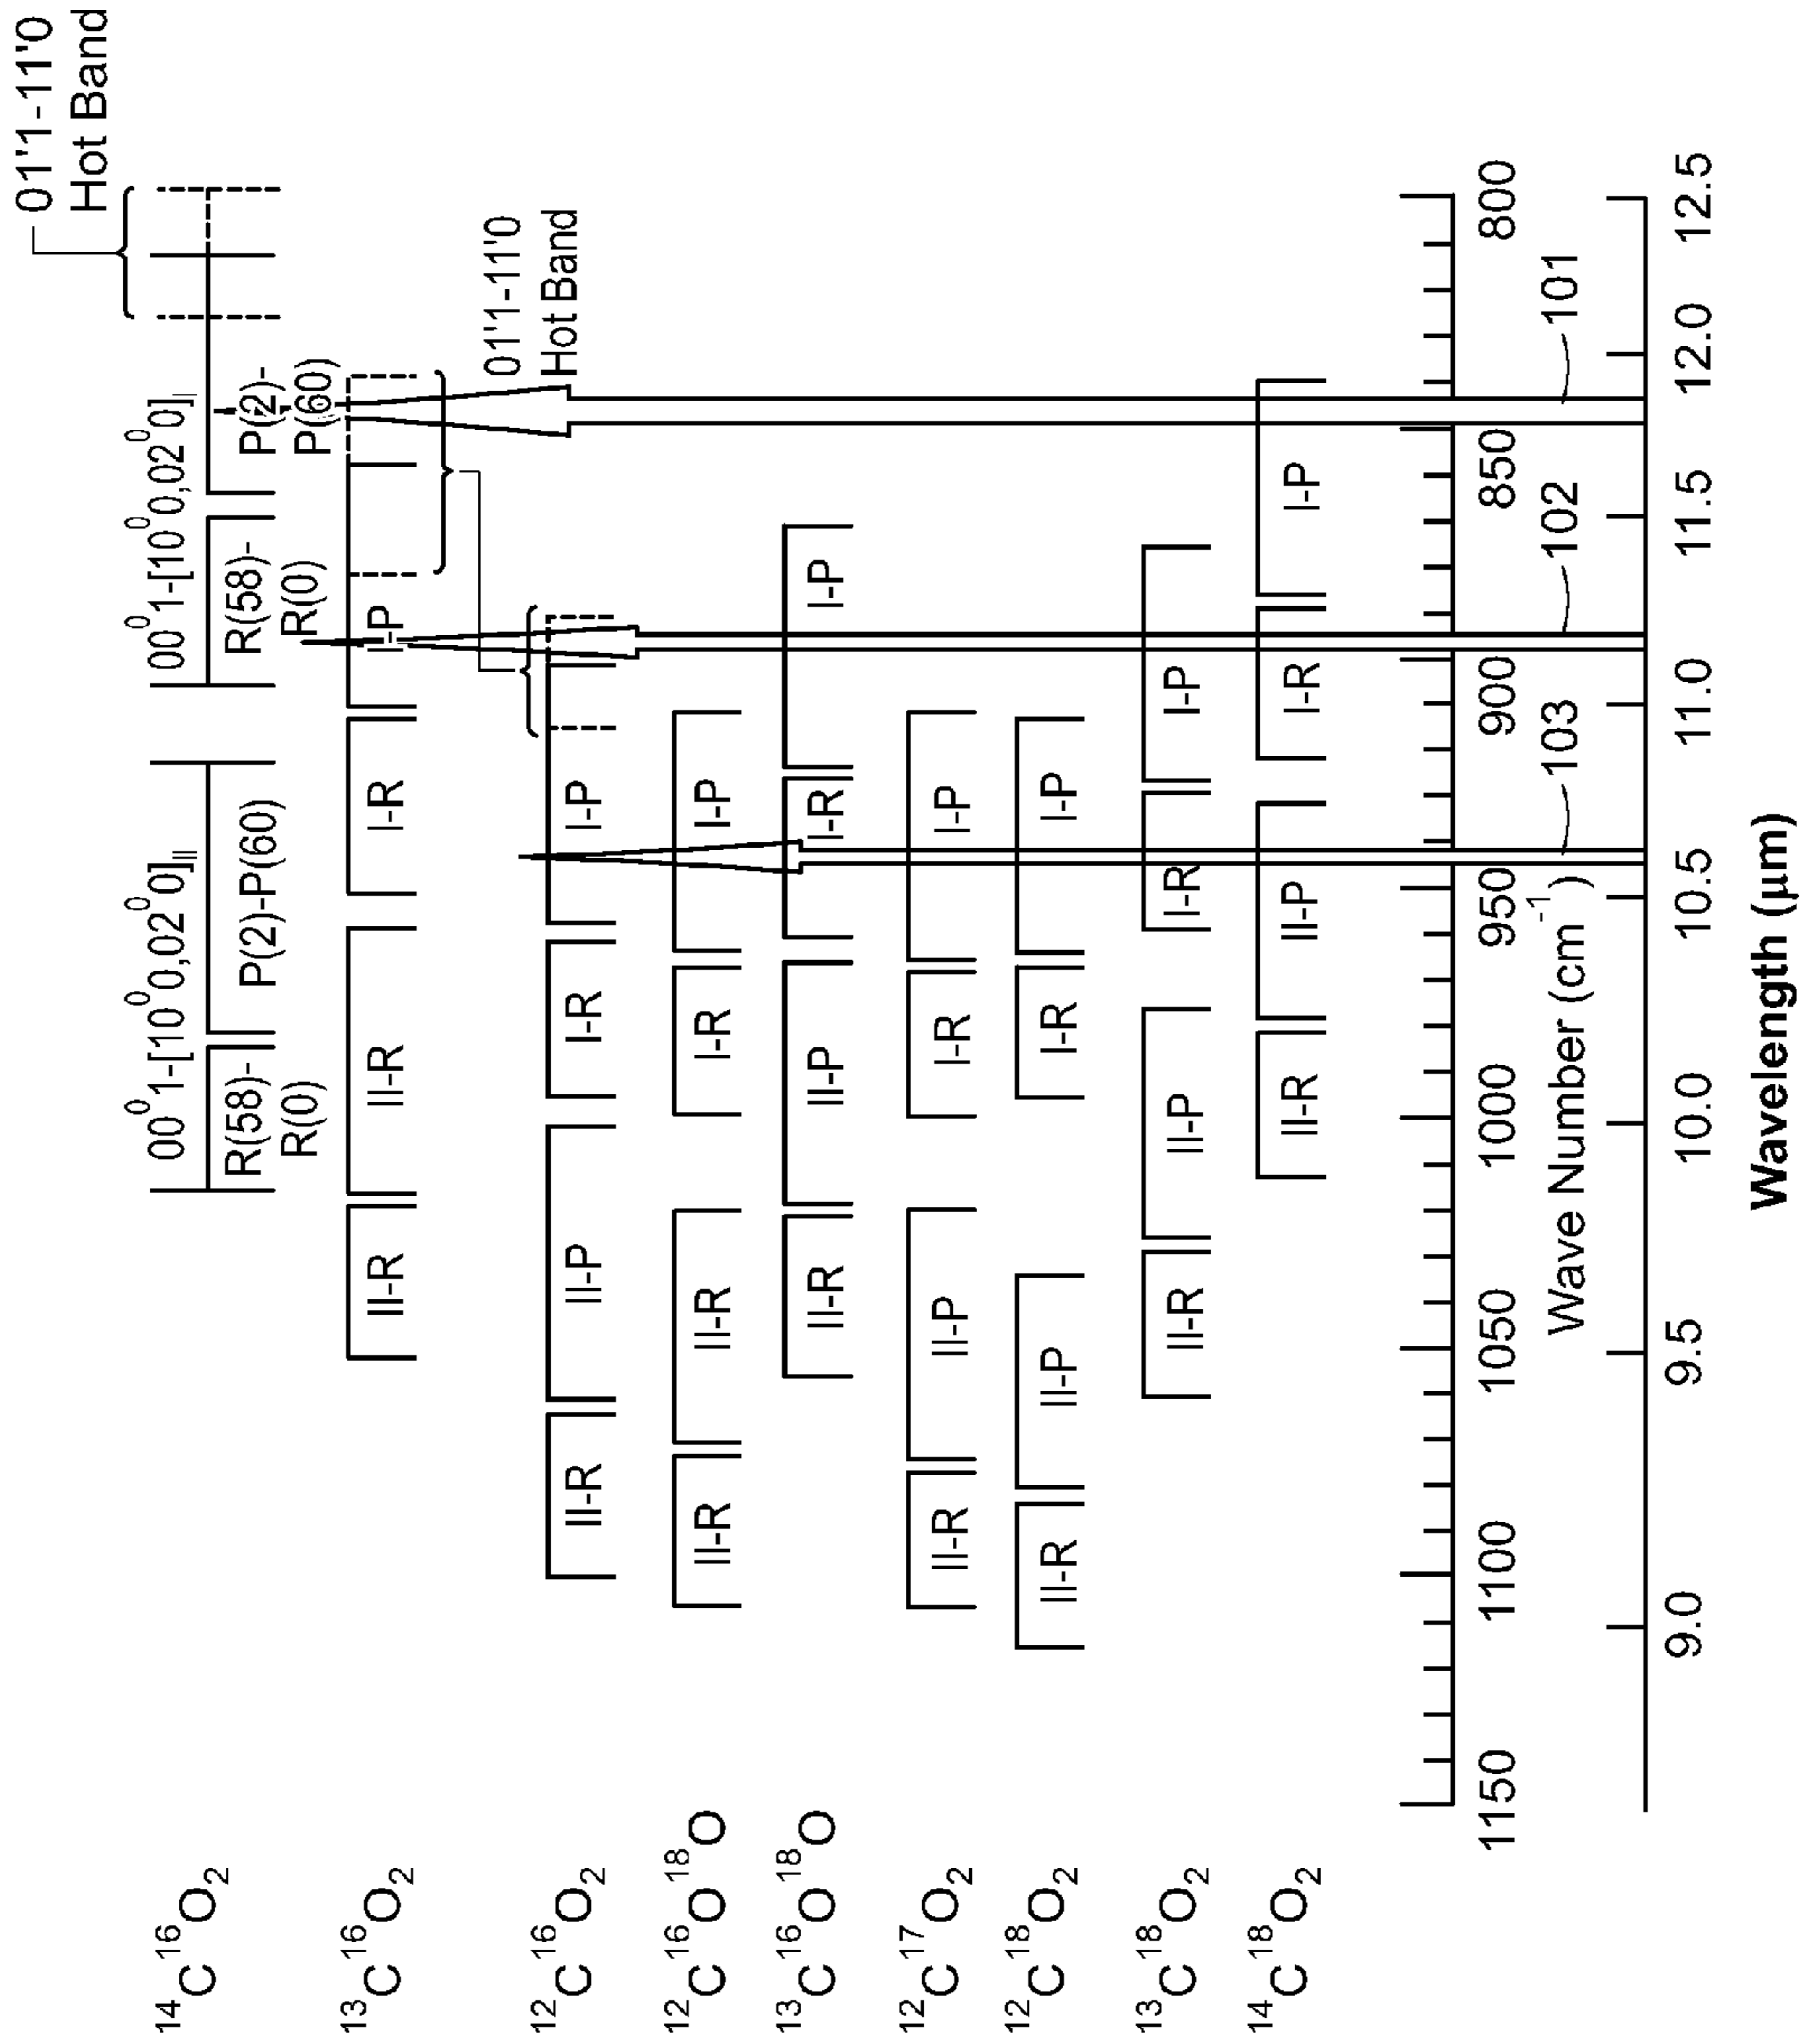 01'1-11'0
Hot Band
00⁰1-[10⁰0,02⁰0]II
00⁰1-[10⁰0,02⁰0]I
¹⁴C¹⁶O₂
R(58)-
R(0)
P(2)-P(60)
R(58)-
R(0)
P(2)-
P(60)
¹³C¹⁶O₂
II-R
II-R
I-R
I-P
01'1-11'0
Hot Band
¹²C¹⁶O₂
II-R
II-P
I-R
I-P
¹²C¹⁶O¹⁸O
II-R
II-R
I-R
I-P
¹³C¹⁶O¹⁸O
II-R
II-P
I-R
I-P
¹²C¹⁷O₂
II-R
II-P
I-R
I-P
¹²C¹⁸O₂
II-R
II-P
I-R
I-P
¹³C¹⁸O₂
II-R
II-P
I-R
I-P
¹⁴C¹⁸O₂
II-R
II-P
I-R
I-P
1150 1100 1050 1000 950 900 850 800
Wave Number (cm⁻¹) 103 102 101
9.0 9.5 10.0 10.5 11.0 11.5 12.0 12.5
Wavelength (µm)